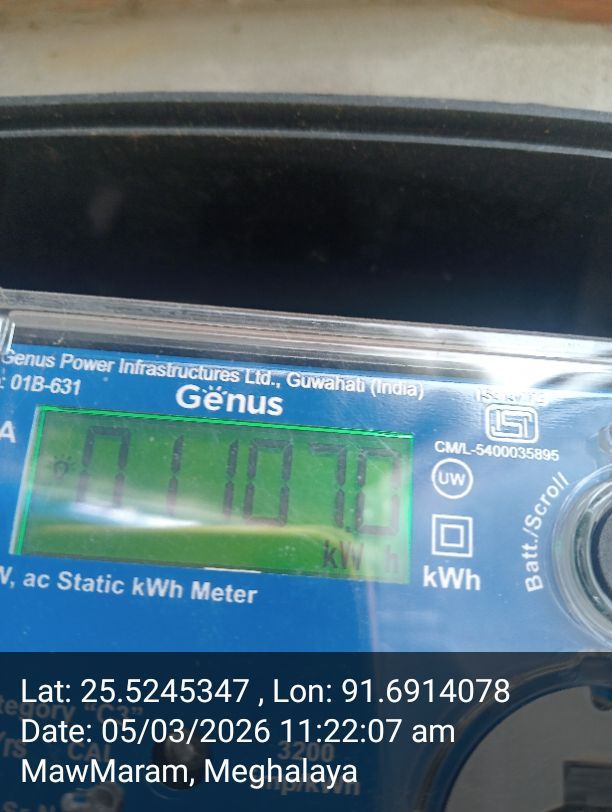 Genus Power Infrastructures Ltd., Guwahati (India)
: 01B-631
Genus
A
ISI
CM/L-5400035895
UW
01107.0
kW h
kWh
Batt./Scroll
V, ac Static kWh Meter
Lat: 25.5245347 , Lon: 91.6914078
Date: 05/03/2026 11:22:07 am
MawMaram, Meghalaya
3200